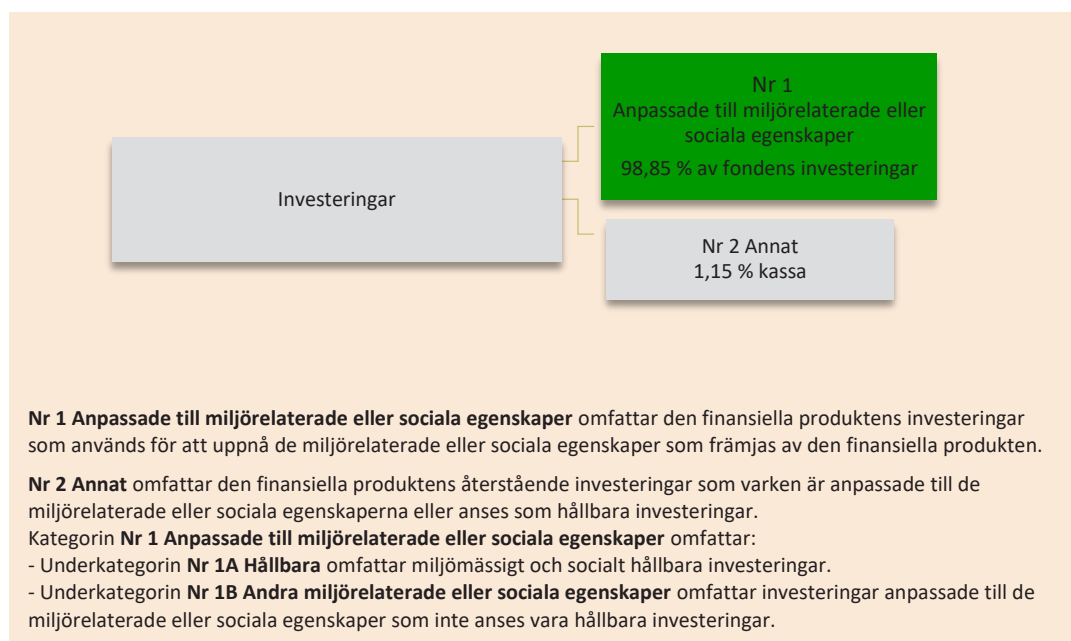 Nr 1
Anpassade till miljörelaterade eller
sociala egenskaper
98,85 % av fondens investeringar
Investeringar
Nr 2 Annat
1,15 % kassa
Nr 1 Anpassade till miljörelaterade eller sociala egenskaper omfattar den finansiella produktens investeringar
som används för att uppnå de miljörelaterade eller sociala egenskaper som främjas av den finansiella produkten.
Nr 2 Annat omfattar den finansiella produktens återstående investeringar som varken är anpassade till de
miljörelaterade eller sociala egenskaperna eller anses som hållbara investeringar.
Kategorin Nr 1 Anpassade till miljörelaterade eller sociala egenskaper omfattar:
- Underkategorin Nr 1A Hållbara omfattar miljömässigt och socialt hållbara investeringar.
- Underkategorin Nr 1B Andra miljörelaterade eller sociala egenskaper omfattar investeringar anpassade till de
miljörelaterade eller sociala egenskaper som inte anses vara hållbara investeringar.